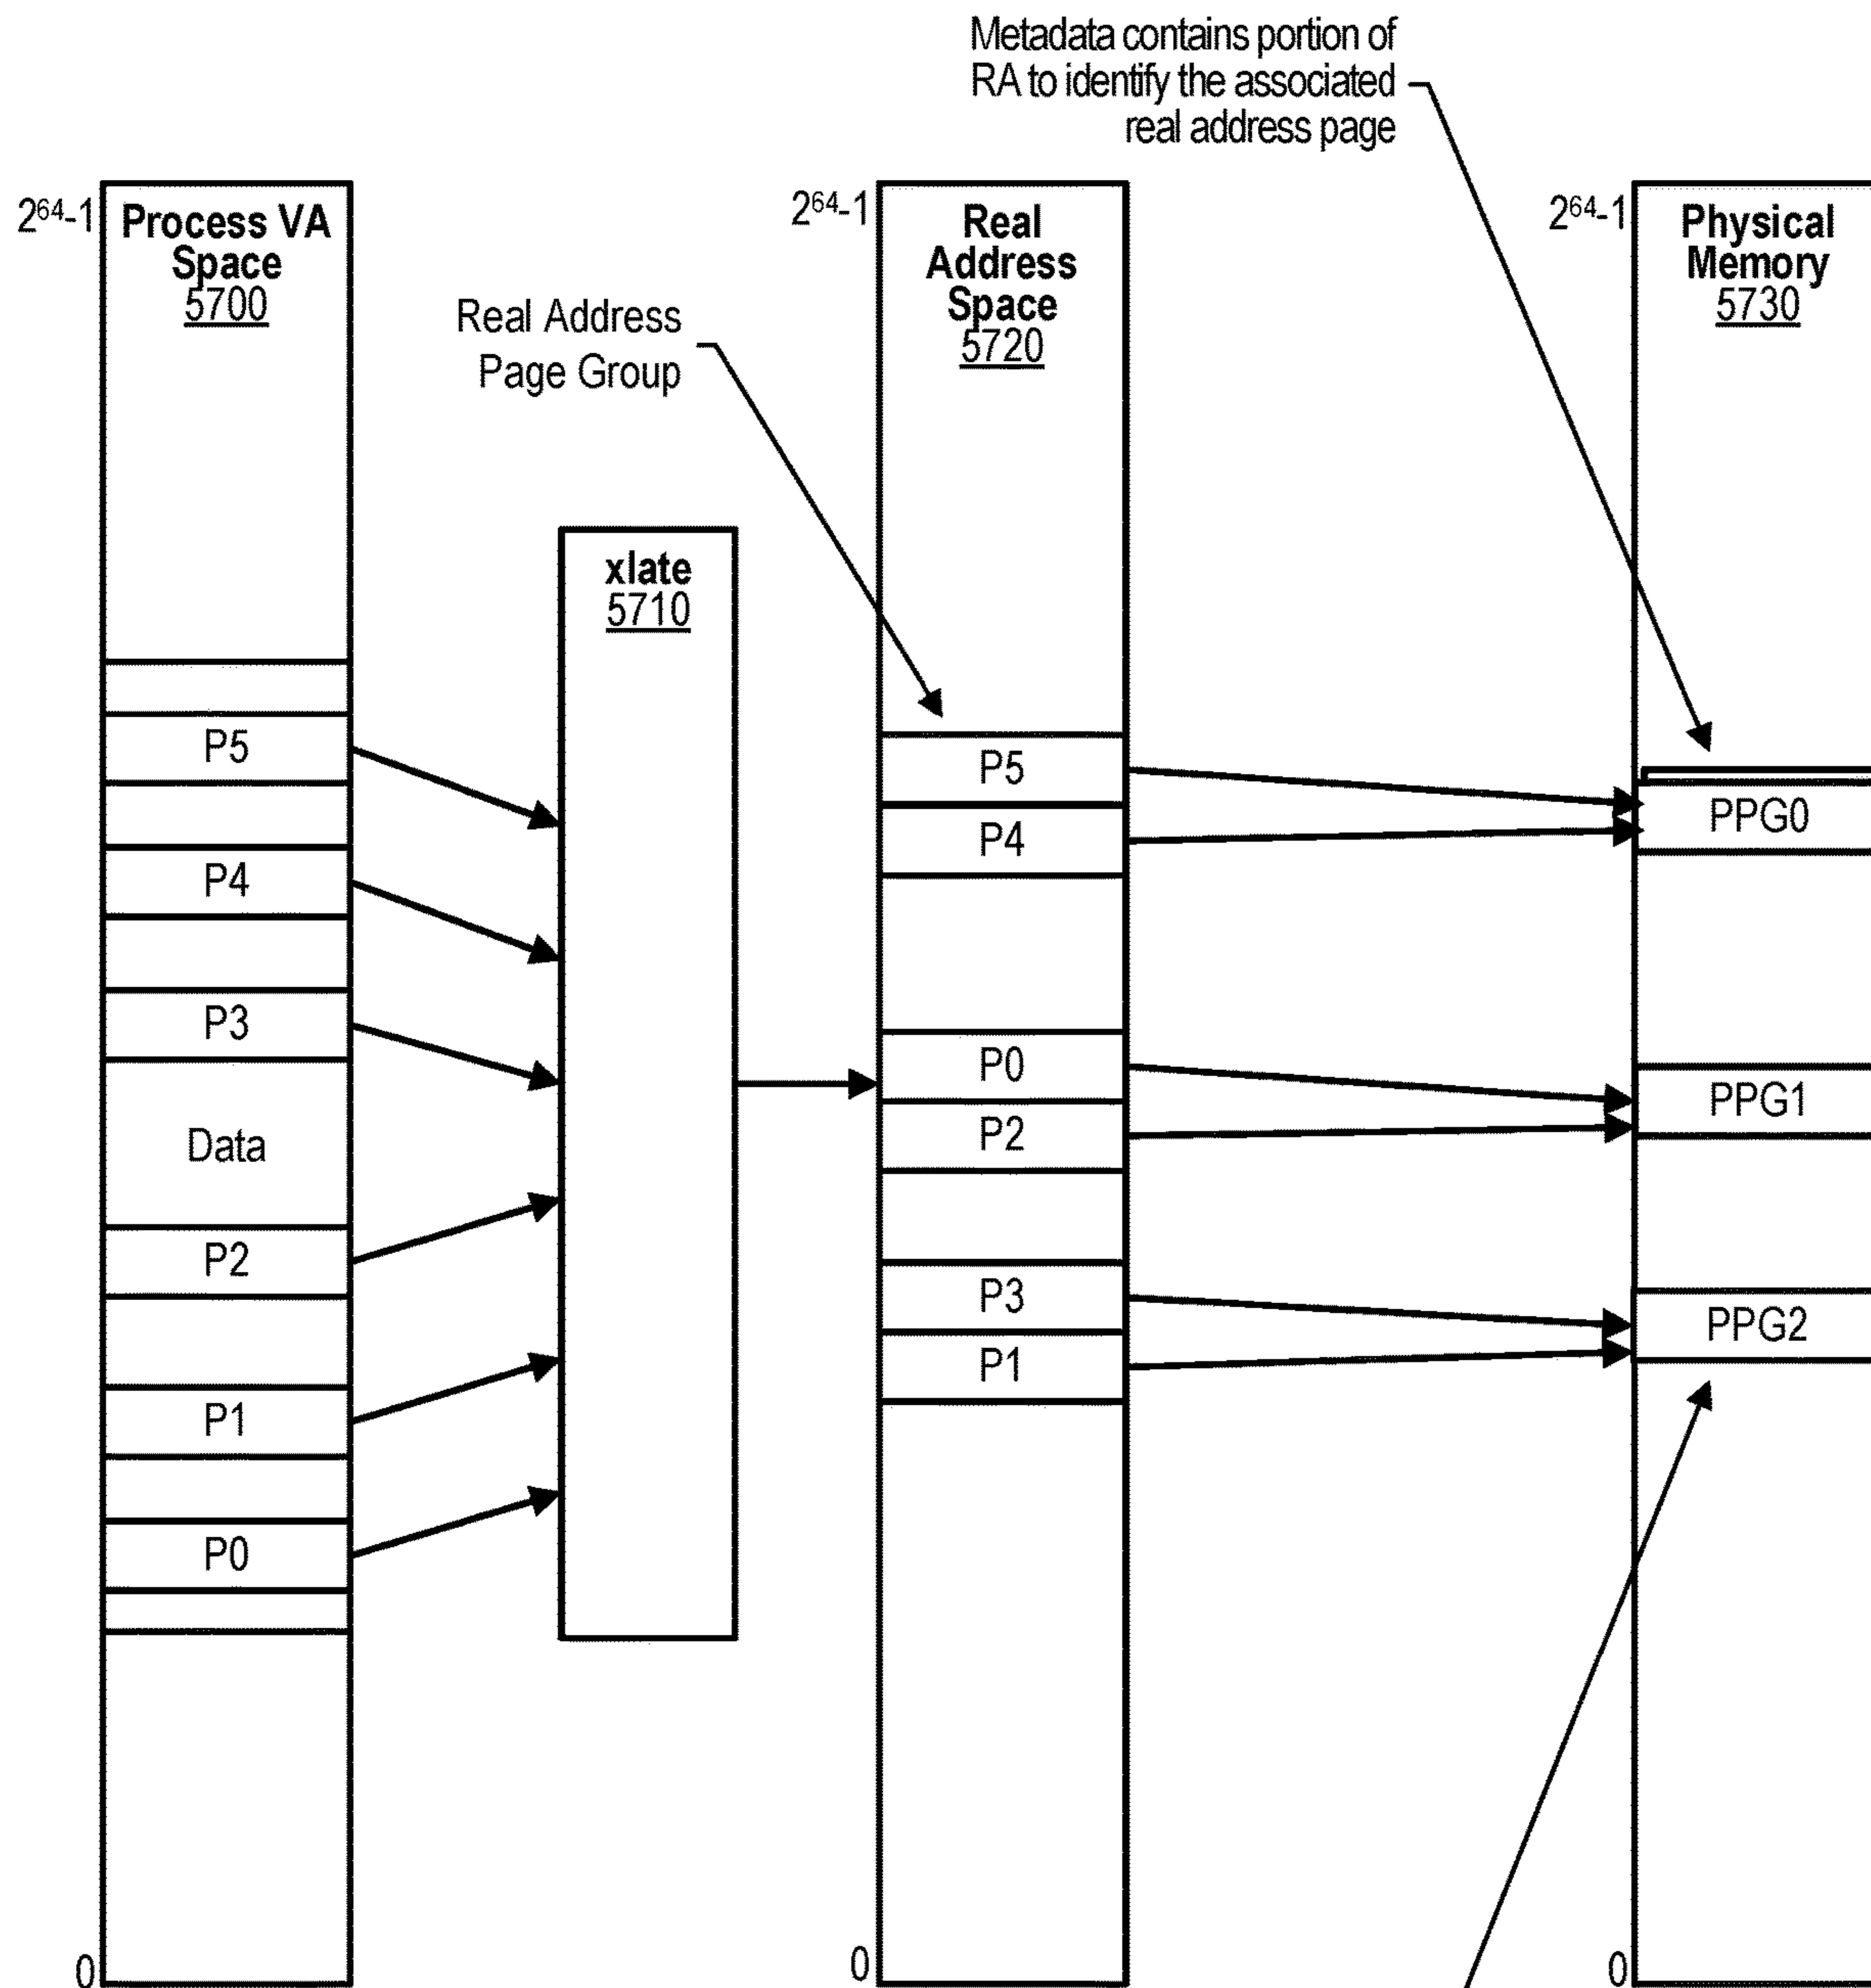 Metadata contains portion of
RA to identify the associated
real address page
2⁶⁴-1
Process VA
Space
5700
2⁶⁴-1
Real
Address
Space
5720
2⁶⁴-1
Physical
Memory
5730
Real Address
Page Group
xlate
5710
P5
P4
P3
Data
P2
P1
P0
P5
P4
P0
P2
P3
P1
PPG0
PPG1
PPG2
0
0
0